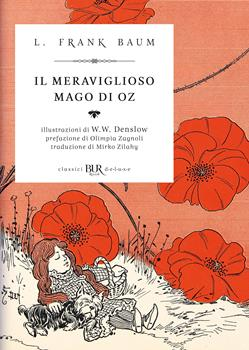 L. FRANK BAUM
IL MERAVIGLIOSO
MAGO DI OZ
illustrazioni di W.W. Denslow
prefazione di Olimpia Zagnoli
traduzione di Mirko Zilahy
classici BUR deluxe